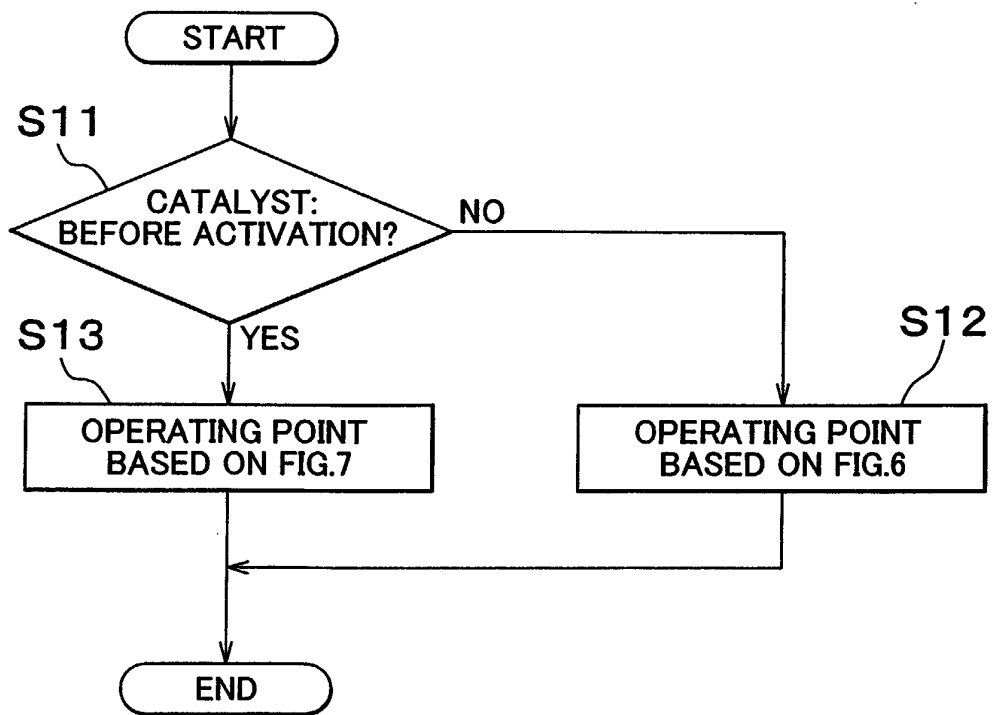 START
S11
CATALYST:
BEFORE ACTIVATION?
NO
YES
S13
S12
OPERATING POINT
BASED ON FIG.7
OPERATING POINT
BASED ON FIG.6
END